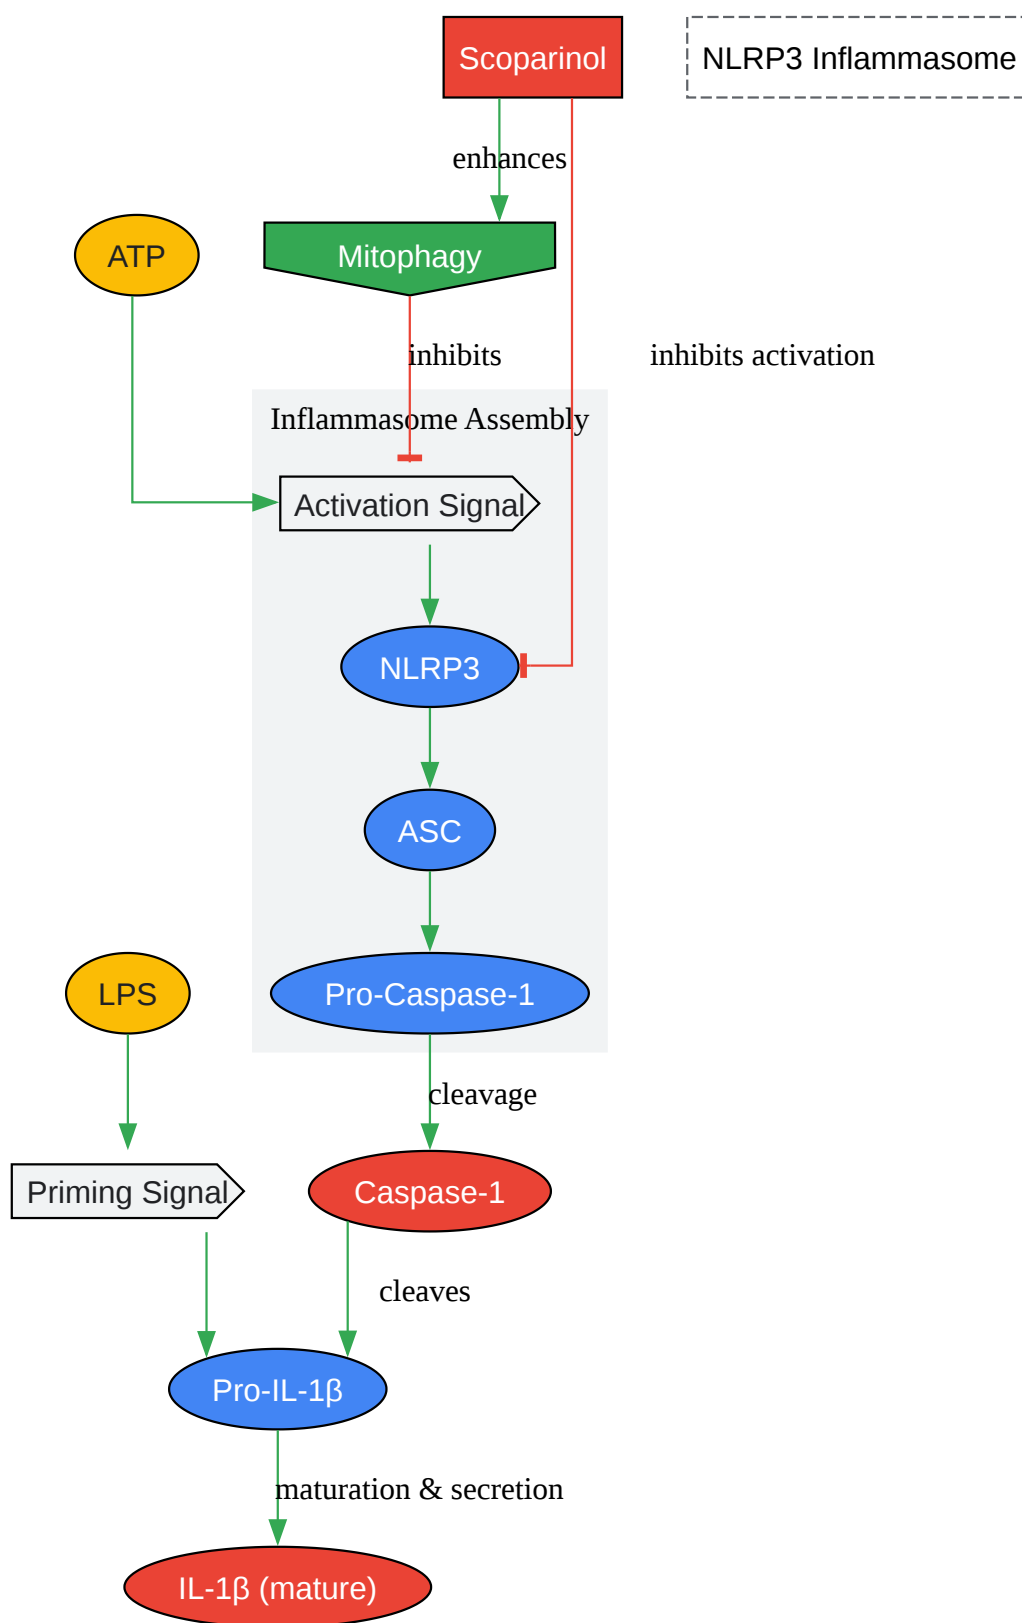 Scoparinol
NLRP3 Inflammasome
enhances
ATP
Mitophagy
inhibits
inhibits activation
Inflammasome Assembly
Activation Signal
NLRP3
ASC
LPS
Pro-Caspase-1
cleavage
Priming Signal
Caspase-1
cleaves
Pro-IL-1β
maturation & secretion
IL-1β (mature)